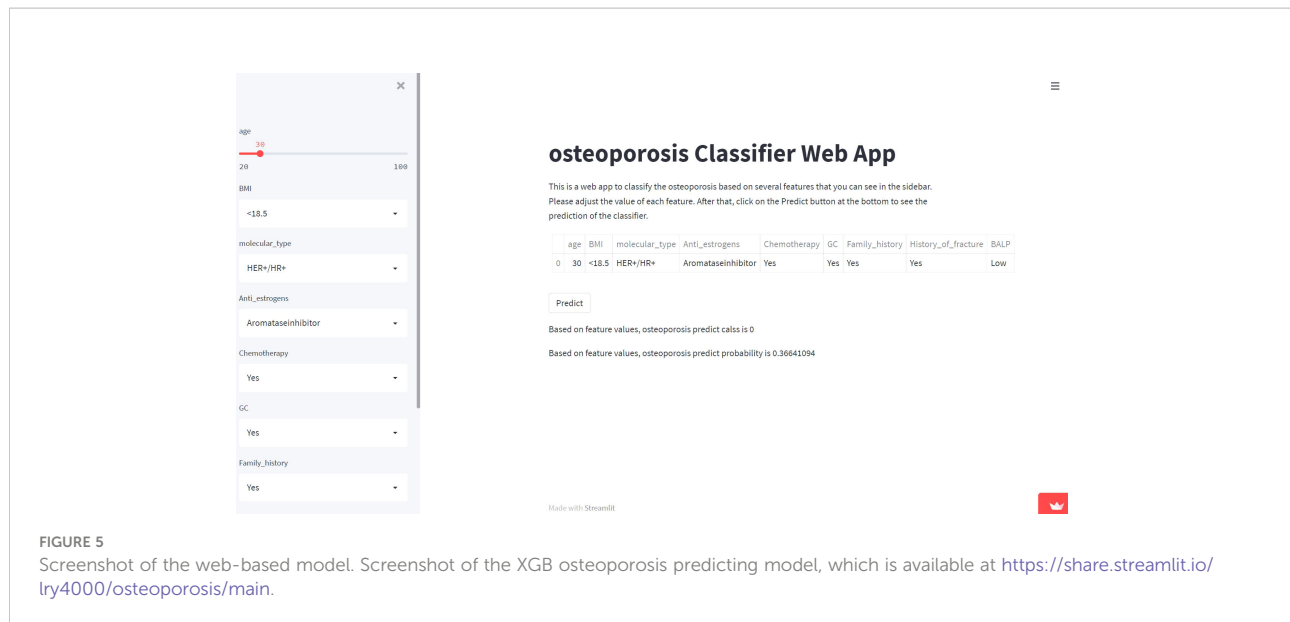 ×
☰
age
30
20 100
BMI
<18.5
molecular_type
HER+/HR+
Anti_estrogens
Aromataseinhibitor
Chemotherapy
Yes
GC
Yes
Family_history
Yes
osteoporosis Classifier Web App
This is a web app to classify the osteoporosis based on several features that you can see in the sidebar.
Please adjust the value of each feature. After that, click on the Predict button at the bottom to see the
prediction of the classifier.
age BMI molecular_type Anti_estrogens Chemotherapy GC Family_history History_of_fracture BALP
0 30 <18.5 HER+/HR+ Aromataseinhibitor Yes Yes Yes Yes Low
Predict
Based on feature values, osteoporosis predict calss is 0
Based on feature values, osteoporosis predict probability is 0.36641094
Made with Streamlit
FIGURE 5
Screenshot of the web-based model. Screenshot of the XGB osteoporosis predicting model, which is available at https://share.streamlit.io/
lry4000/osteoporosis/main.